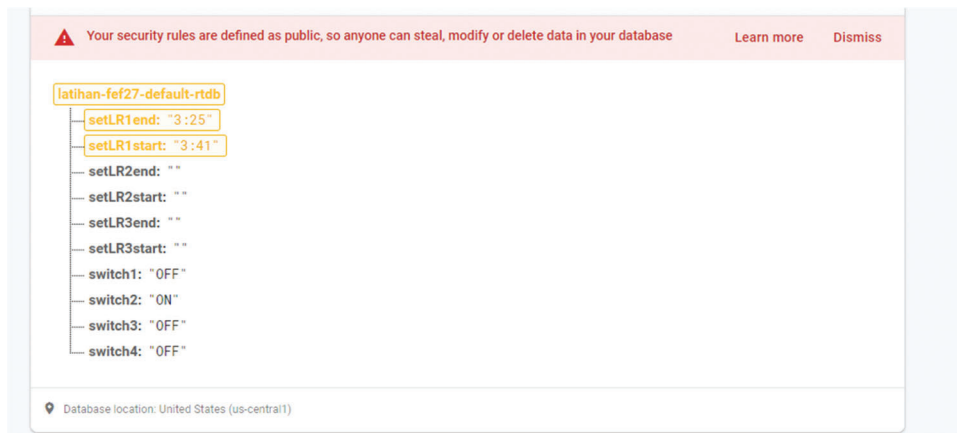 Your security rules are defined as public, so anyone can steal, modify or delete data in your database Learn more Dismiss
latihan-fef27-default-rtdb
setLR1end: "3:25"
setLR1start: "3:41"
setLR2end: ""
setLR2start: ""
setLR3end: ""
setLR3start: ""
switch1: "OFF"
switch2: "ON"
switch3: "OFF"
switch4: "OFF"
Database location: United States (us-central1)